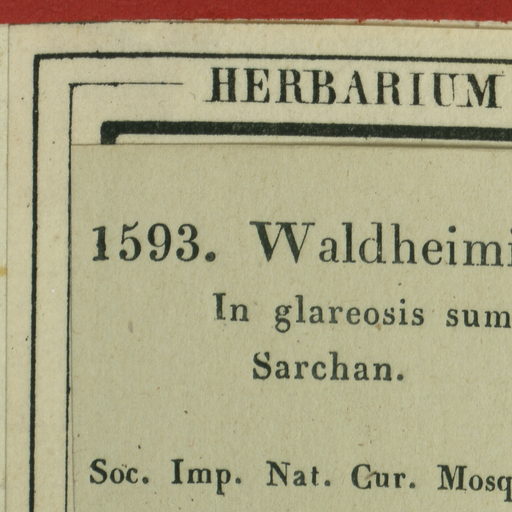 HERBARIUM
1593. Waldheimi
In glareosis sum
Sarchan.
Soc. Imp. Nat. Cur. Mosq